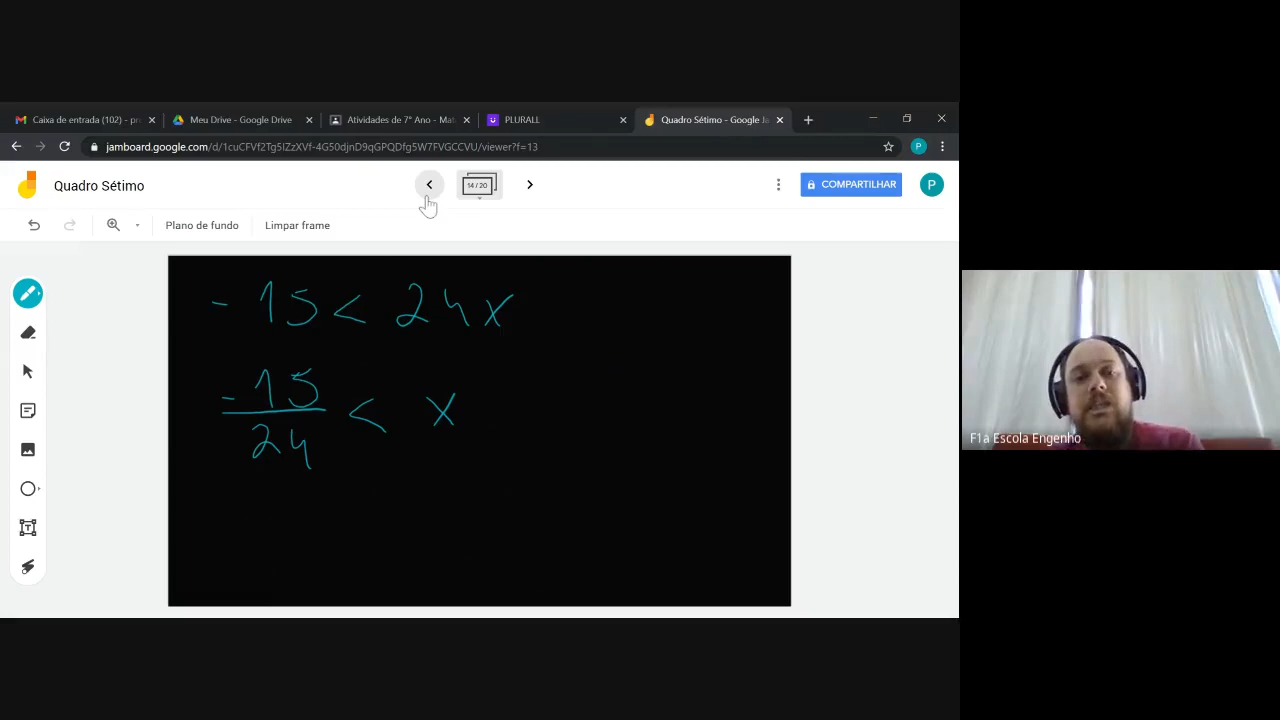 Caixa de entrada (102) - pr
Meu Drive - Google Drive
Atividades de 7° Ano - Mat
PLURALL
Quadro Sétimo - Google Ja
jamboard.google.com/d/1cuCFVf2Tg5IZzXVf-4G50djnD9qGPQDfg5W7FVGCCVU/viewer?f=13
P
Quadro Sétimo
14 / 20
COMPARTILHAR
P
Plano de fundo
Limpar frame
- 15 < 24x
-15/24 < x
F1a Escola Engenho